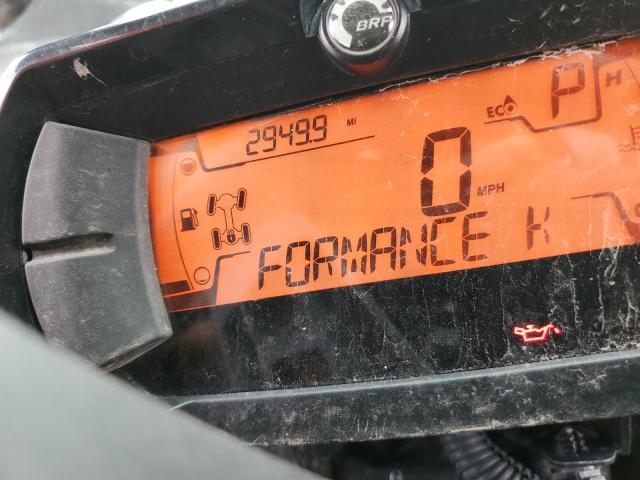 BRP
2949.9 Mi
ECO P H
0 MPH
FORMANCE K